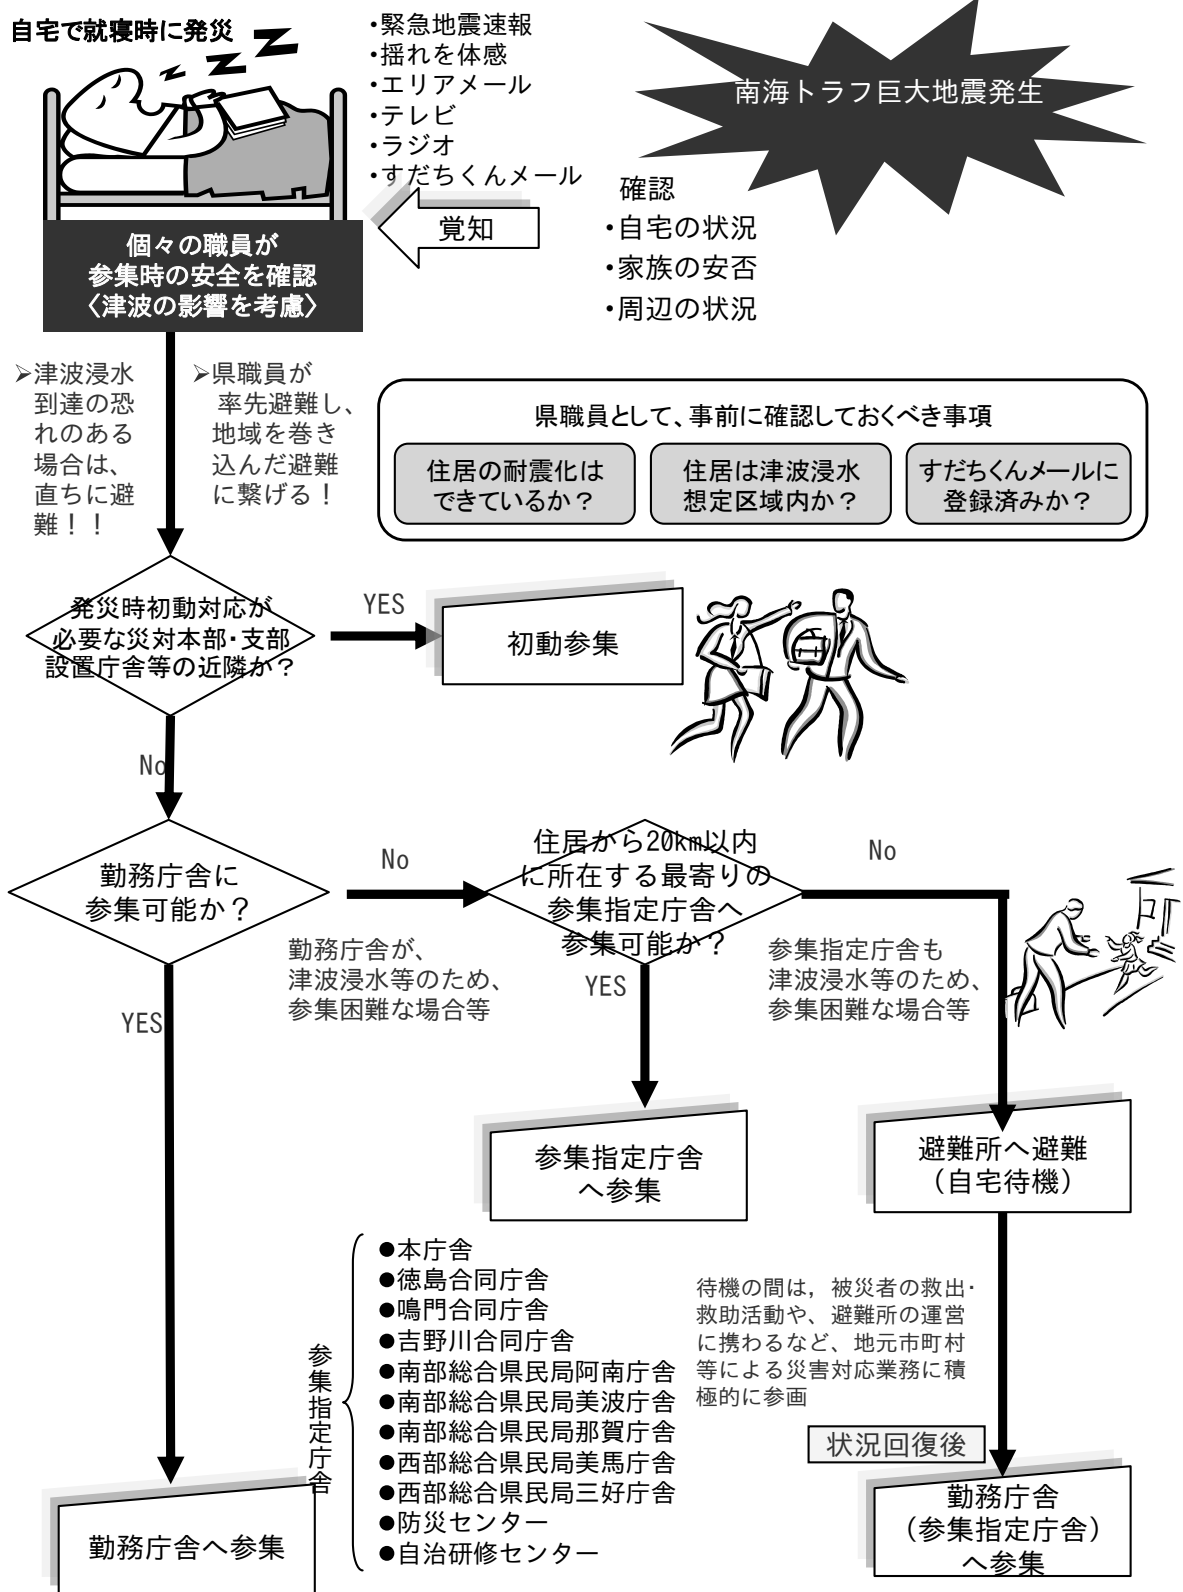 自宅で就寝時に発災
・緊急地震速報
・揺れを体感
・エリアメール
・テレビ
・ラジオ
・すだちくんメール
南海トラフ巨大地震発生
覚知
確認
・自宅の状況
・家族の安否
・周辺の状況
個々の職員が
参集時の安全を確認
〈津波の影響を考慮〉
➢津波浸水
到達の恐
れのある
場合は、
直ちに避
難！！
➢県職員が
率先避難し、
地域を巻き
込んだ避難
に繋げる！
県職員として、事前に確認しておくべき事項
住居の耐震化は
できているか？
住居は津波浸水
想定区域内か？
すだちくんメールに
登録済みか？
発災時初動対応が
必要な災対本部・支部
設置庁舎等の近隣か？
YES
初動参集
No
勤務庁舎に
参集可能か？
No
勤務庁舎が、
津波浸水等のため、
参集困難な場合等
住居から20km以内
に所在する最寄りの
参集指定庁舎へ
参集可能か？
No
参集指定庁舎も
津波浸水等のため、
参集困難な場合等
YES
YES
参集指定庁舎
へ参集
避難所へ避難
（自宅待機）
参集指定庁舎
●本庁舎
●徳島合同庁舎
●鳴門合同庁舎
●吉野川合同庁舎
●南部総合県民局阿南庁舎
●南部総合県民局美波庁舎
●南部総合県民局那賀庁舎
●西部総合県民局美馬庁舎
●西部総合県民局三好庁舎
●防災センター
●自治研修センター
待機の間は，被災者の救出・
救助活動や、避難所の運営
に携わるなど、地元市町村
等による災害対応業務に積
極的に参画
状況回復後
勤務庁舎へ参集
勤務庁舎
（参集指定庁舎）
へ参集